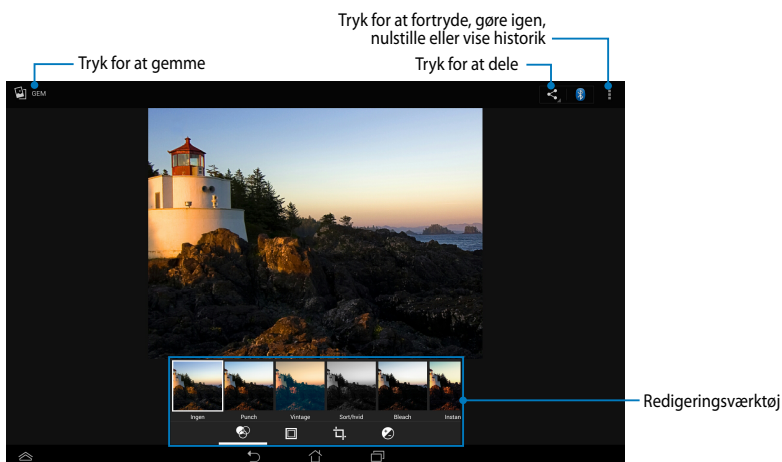 Tryk for at fortryde, gøre igen,
nulstille eller vise historik
Tryk for at gemme
Tryk for at dele
GEM
Ingen
Punch
Vintage
Sort/hvid
Bleach
Instan
Redigeringsværktøj